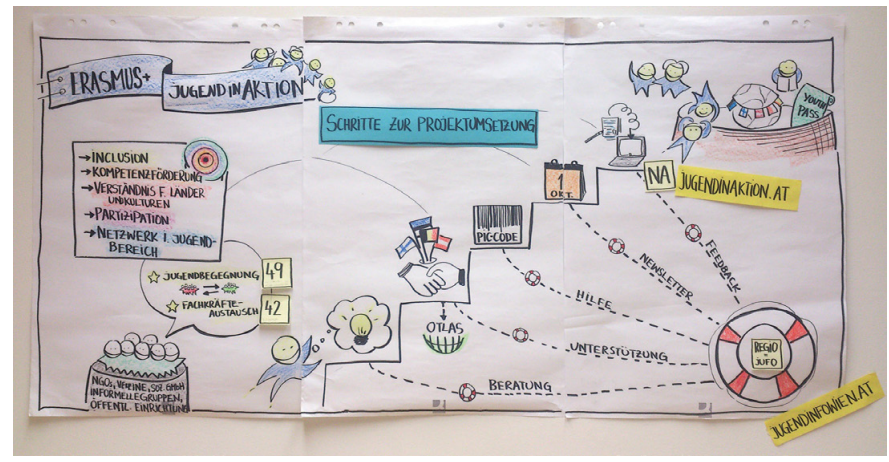 ERASMUS+
JUGEND IN AKTION
SCHRITTE ZUR PROJEKTUMSETZUNG
→ INCLUSION
→ KOMPETENZFÖRDERUNG
→ VERSTÄNDNIS F. LÄNDER
UND KULTUREN
→ PARTIZIPATION
→ NETZWERK I. JUGEND-
BEREICH
JUGENDBEGEGNUNG 49
FACHKRÄFTE-
AUSTAUSCH 42
NGOs, VEREINE, SOZ. GMBH
INFORMELLE GRUPPEN,
ÖFFENTL. EINRICHTUNG
OTLAS
PIC-CODE
1
OKT.
NA
JUGENDINAKTION.AT
YOUTH
PASS
BERATUNG
UNTERSTÜTZUNG
HILFE
NEWSLETTER
FEEDBACK
REGIO
JUFO
JUGENDINFOWIEN.AT